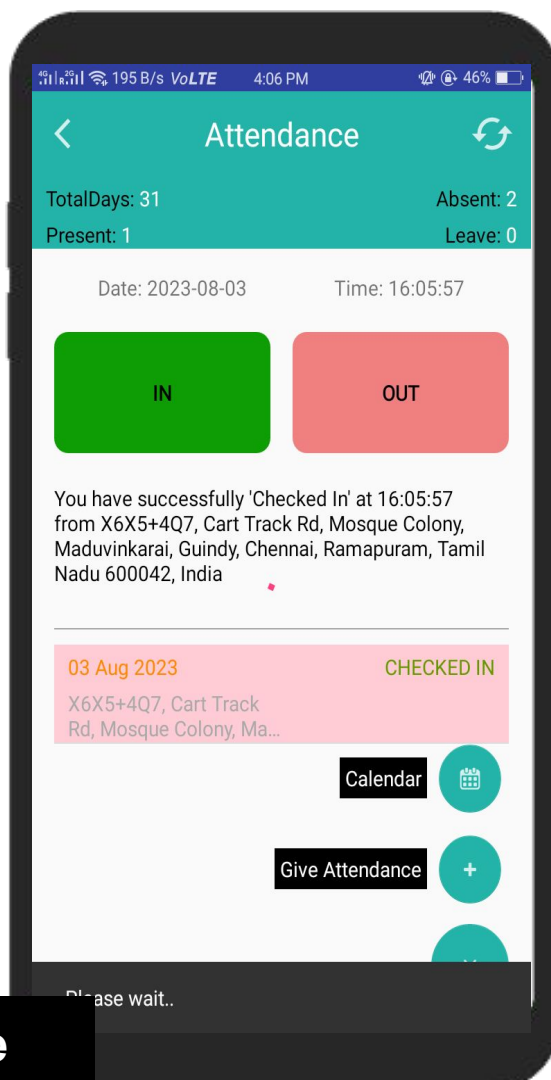 4G R 2G 195 B/s VoLTE 4:06 PM 46%
Attendance
TotalDays: 31 Absent: 2
Present: 1 Leave: 0
Date: 2023-08-03 Time: 16:05:57
IN OUT
You have successfully 'Checked In' at 16:05:57
from X6X5+4Q7, Cart Track Rd, Mosque Colony,
Maduvinkarai, Guindy, Chennai, Ramapuram, Tamil
Nadu 600042, India
03 Aug 2023 CHECKED IN
X6X5+4Q7, Cart Track
Rd, Mosque Colony, Ma...
Calendar
Give Attendance +
Please wait..
e